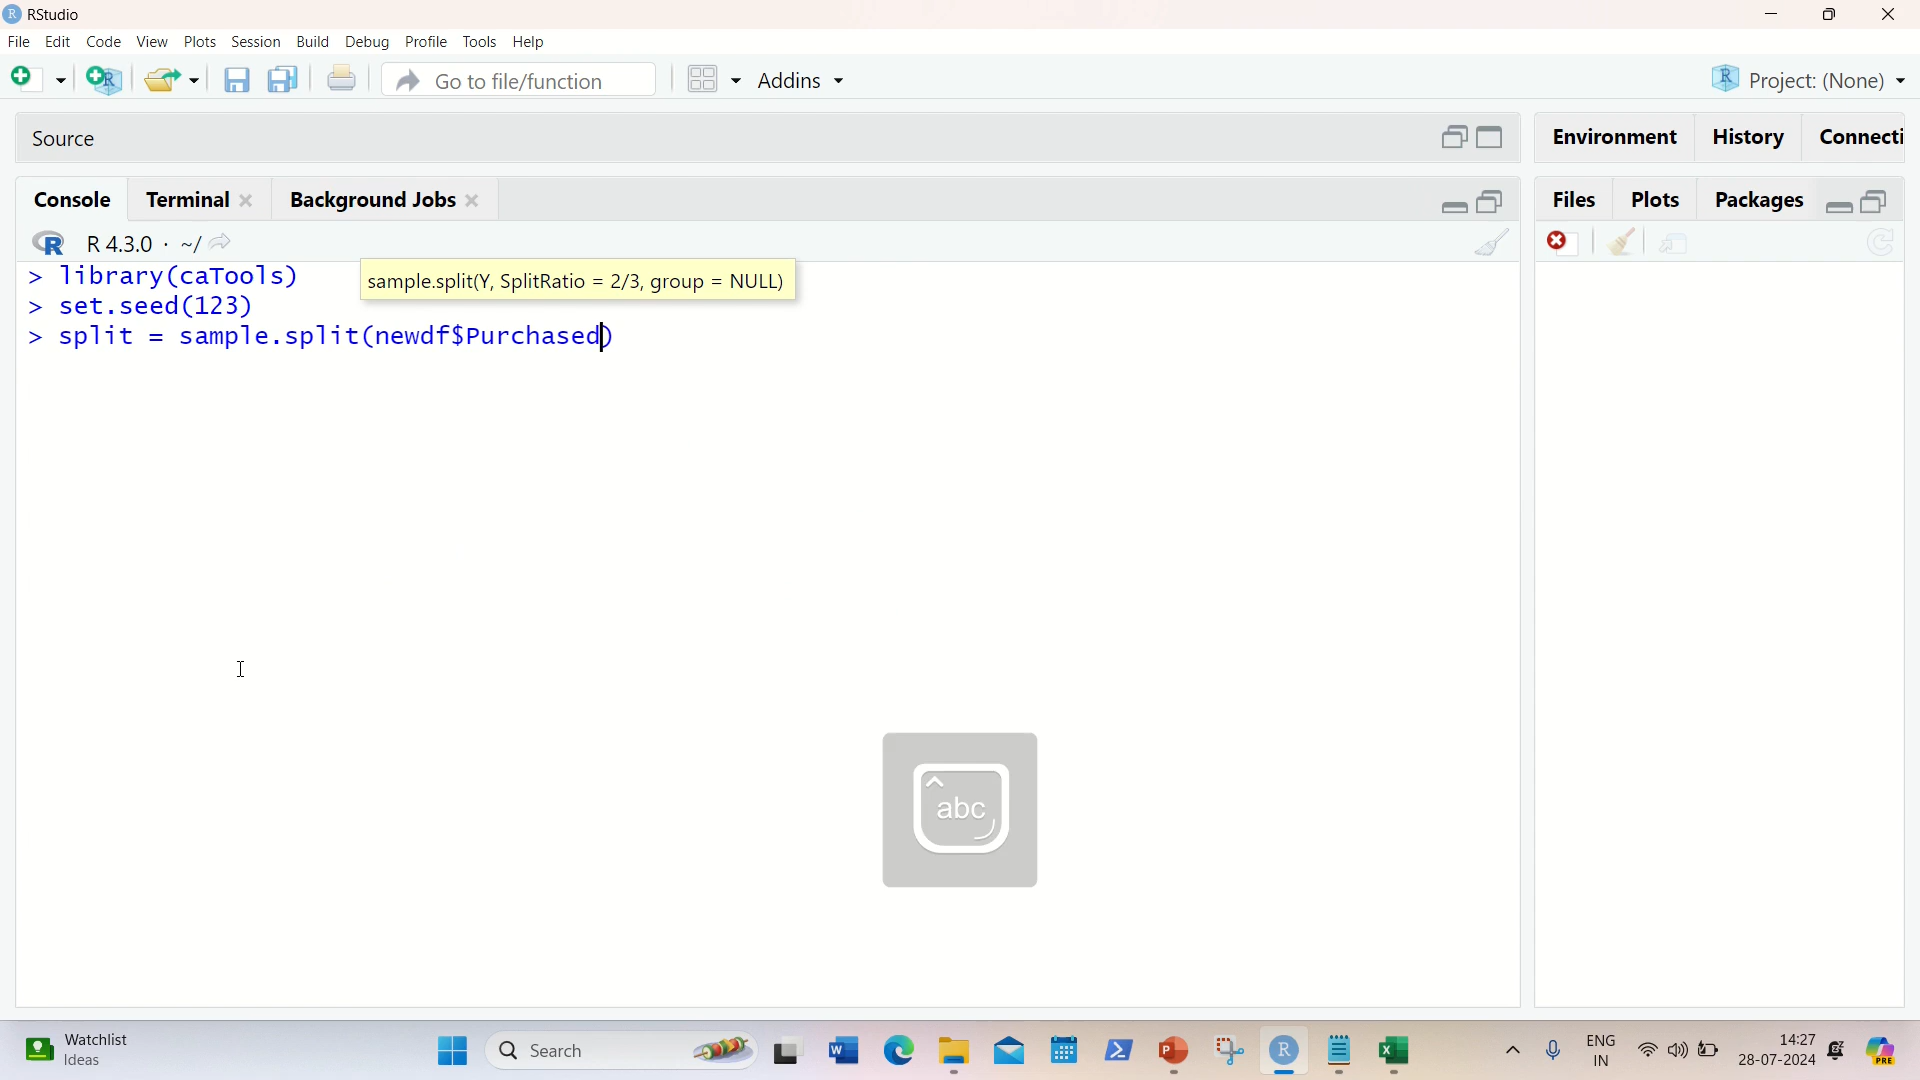 RStudio
File Edit Code View Plots Session Build Debug Profile Tools Help
Go to file/function Addins Project: (None)
Source
Environment History Connecti
Console Terminal Background Jobs
Files Plots Packages
R 4.3.0 · ~/
> library(caTools)
sample.split(Y, SplitRatio = 2/3, group = NULL)
> set.seed(123)
> split = sample.split(newdf$Purchased)
abc
Watchlist
Ideas
Search
ENG
IN
14:27
28-07-2024
PRE